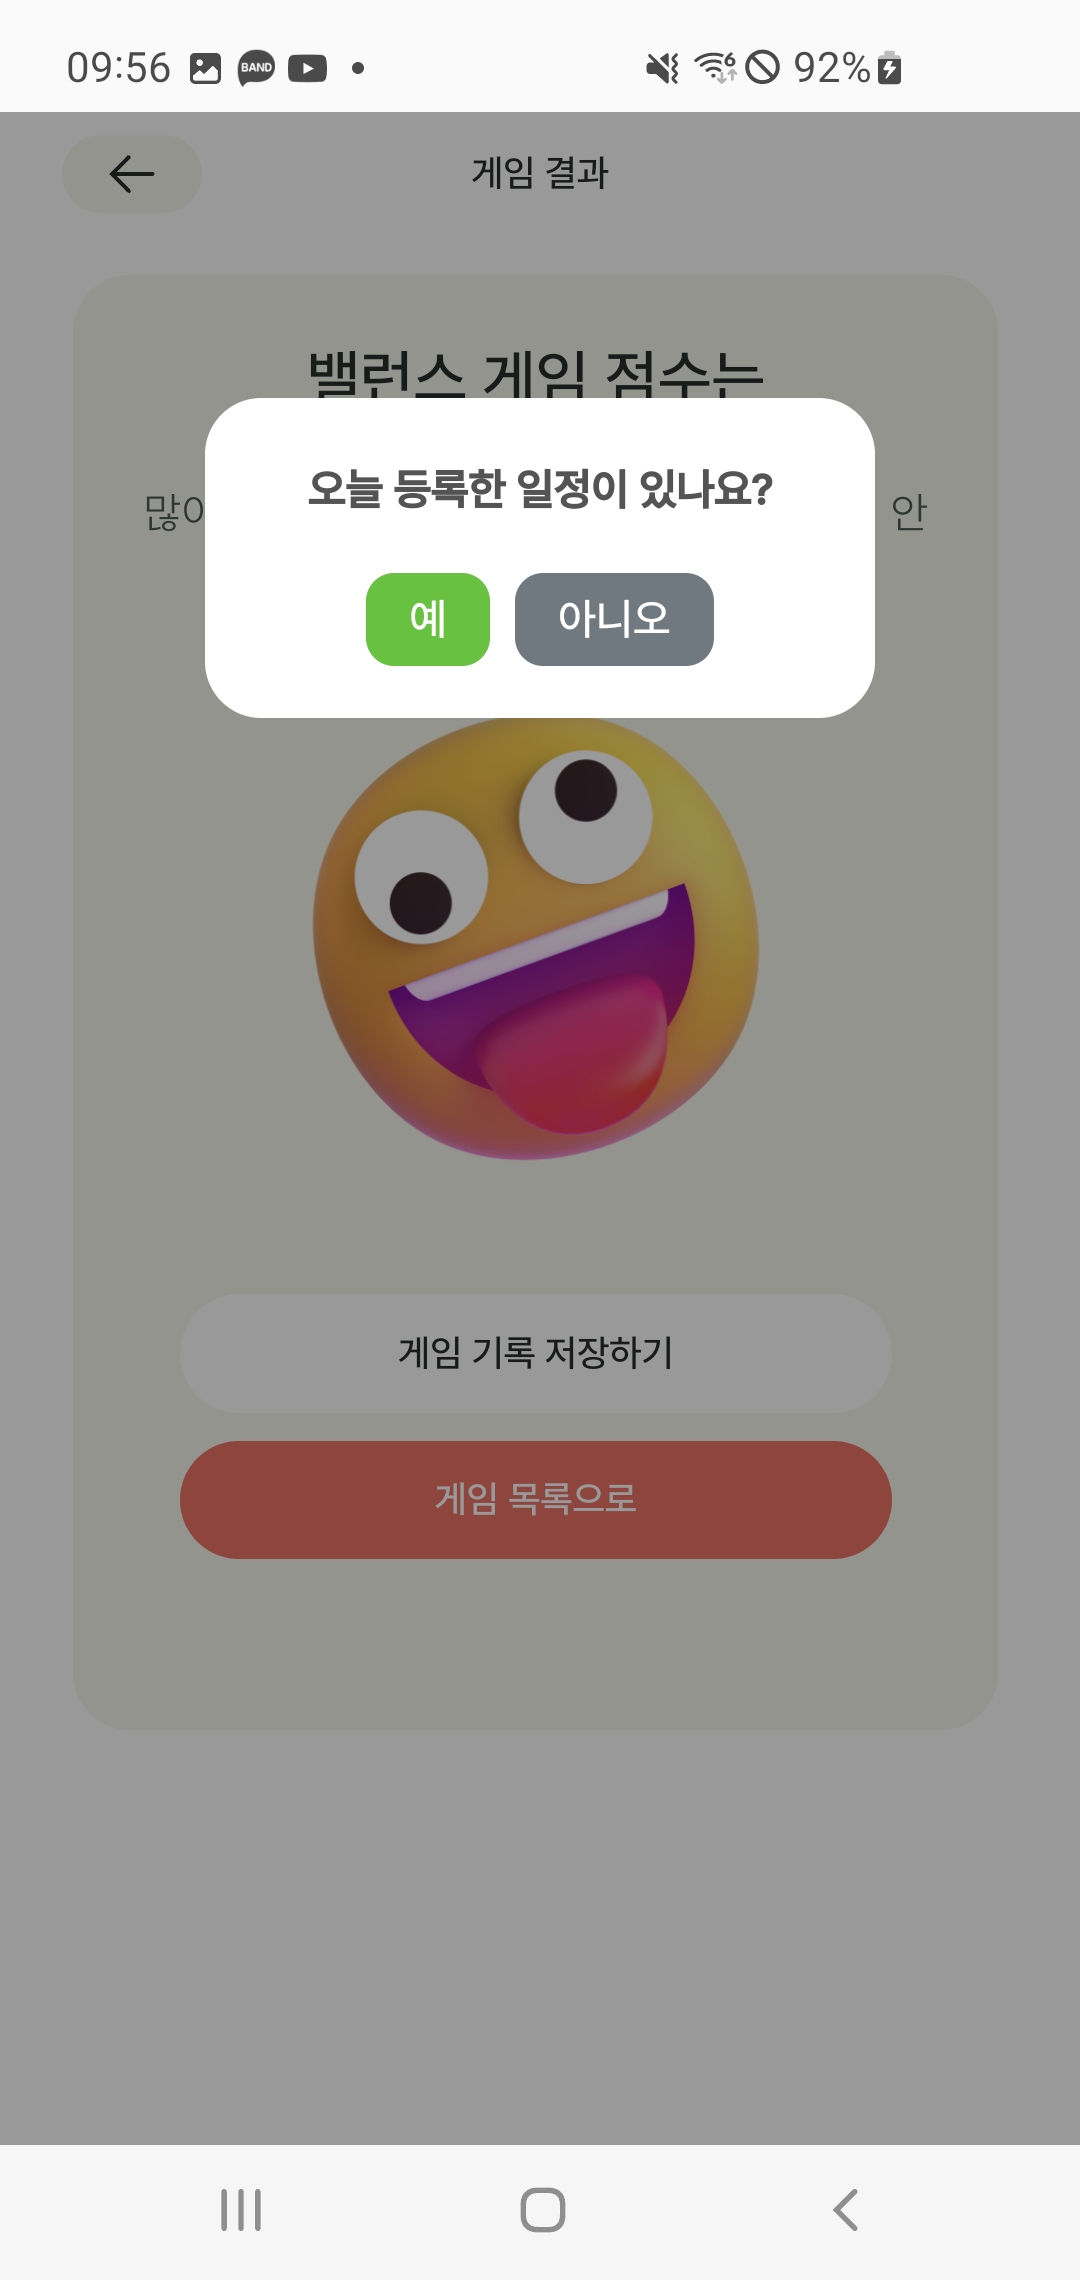 09:56 BAND 6 92%
게임 결과
밸런스 게임 점수는
오늘 등록한 일정이 있나요?
많이 안
예 아니오
게임 기록 저장하기
게임 목록으로